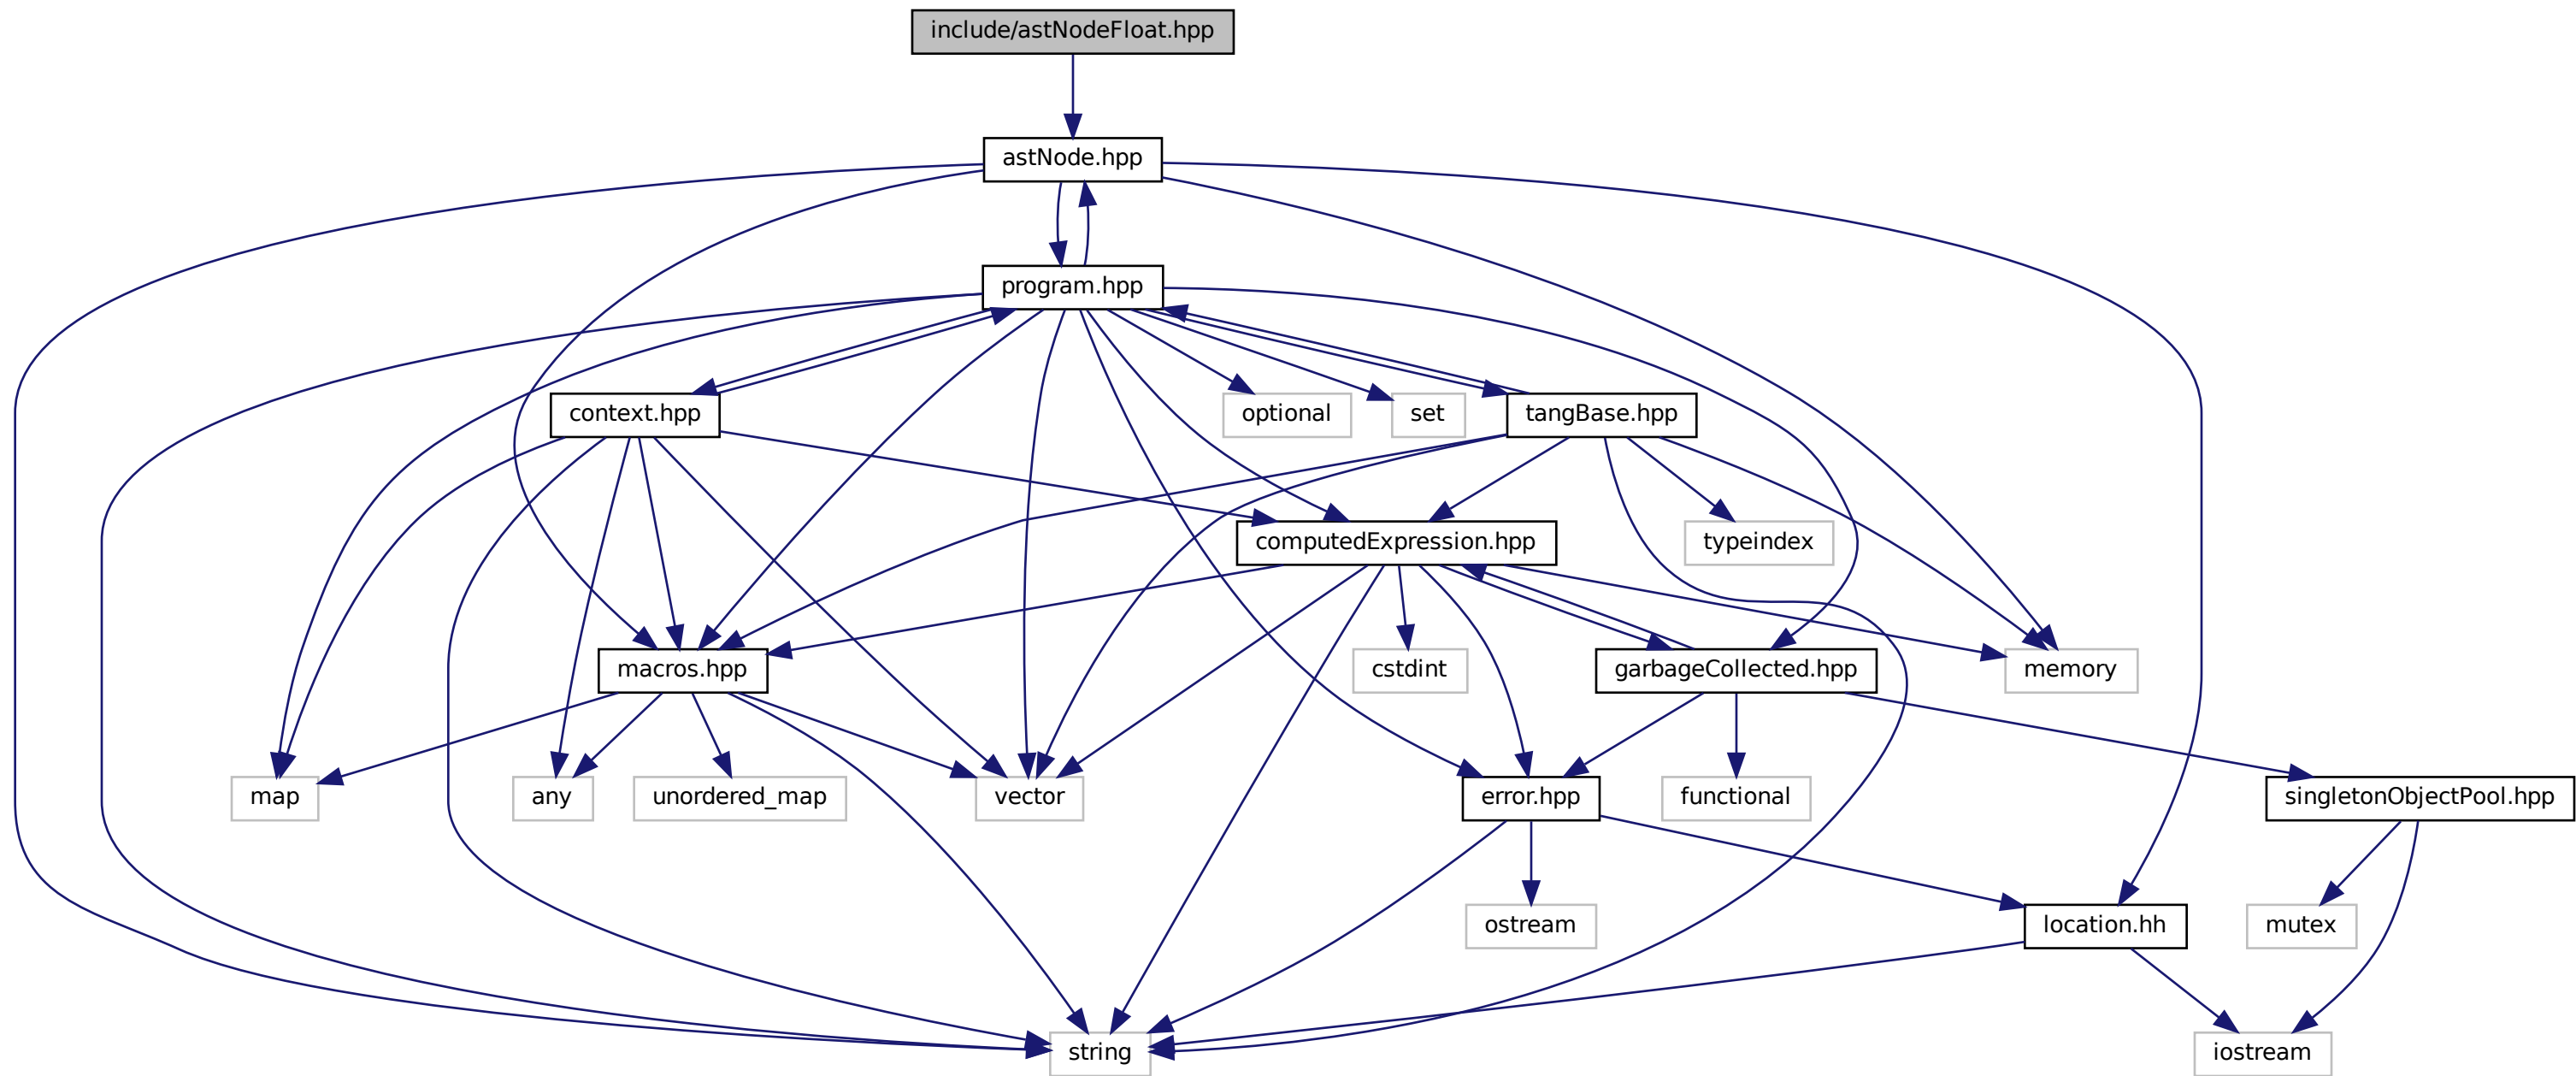 include/astNodeFloat.hpp
astNode.hpp
program.hpp
context.hpp
optional
set
tangBase.hpp
computedExpression.hpp
typeindex
macros.hpp
cstdint
garbageCollected.hpp
memory
map
any
unordered_map
vector
error.hpp
functional
singletonObjectPool.hpp
ostream
location.hh
mutex
string
iostream